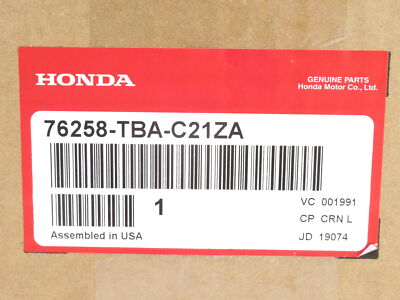 HONDA
GENUINE PARTS
Honda Motor Co., Ltd.
76258-TBA-C21ZA
1
VC 001991
CP CRN L
Assembled in USA
JD 19074